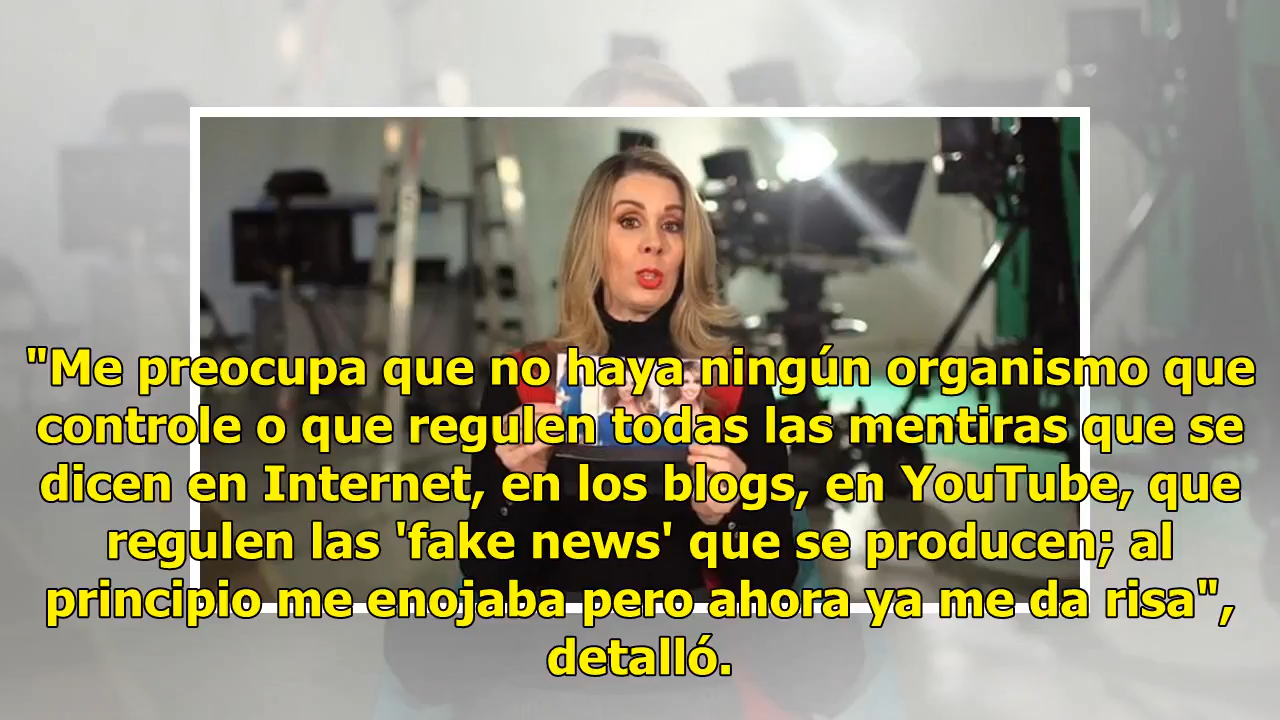 "Me preocupa que no haya ningún organismo que
controle o que regulen todas las mentiras que se
dicen en Internet, en los blogs, en YouTube, que
regulen las 'fake news' que se producen; al
principio me enojaba pero ahora ya me da risa",
detalló.